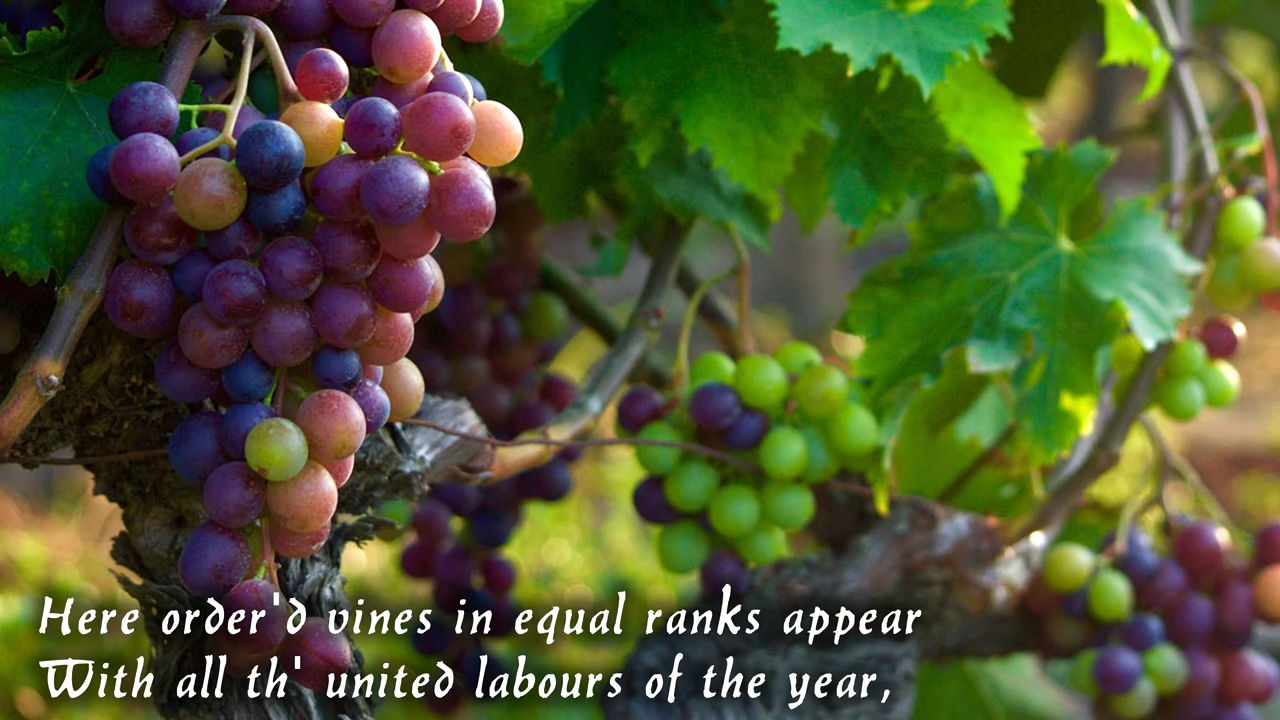 Here order'd vines in equal ranks appear
With all th' united labours of the year,